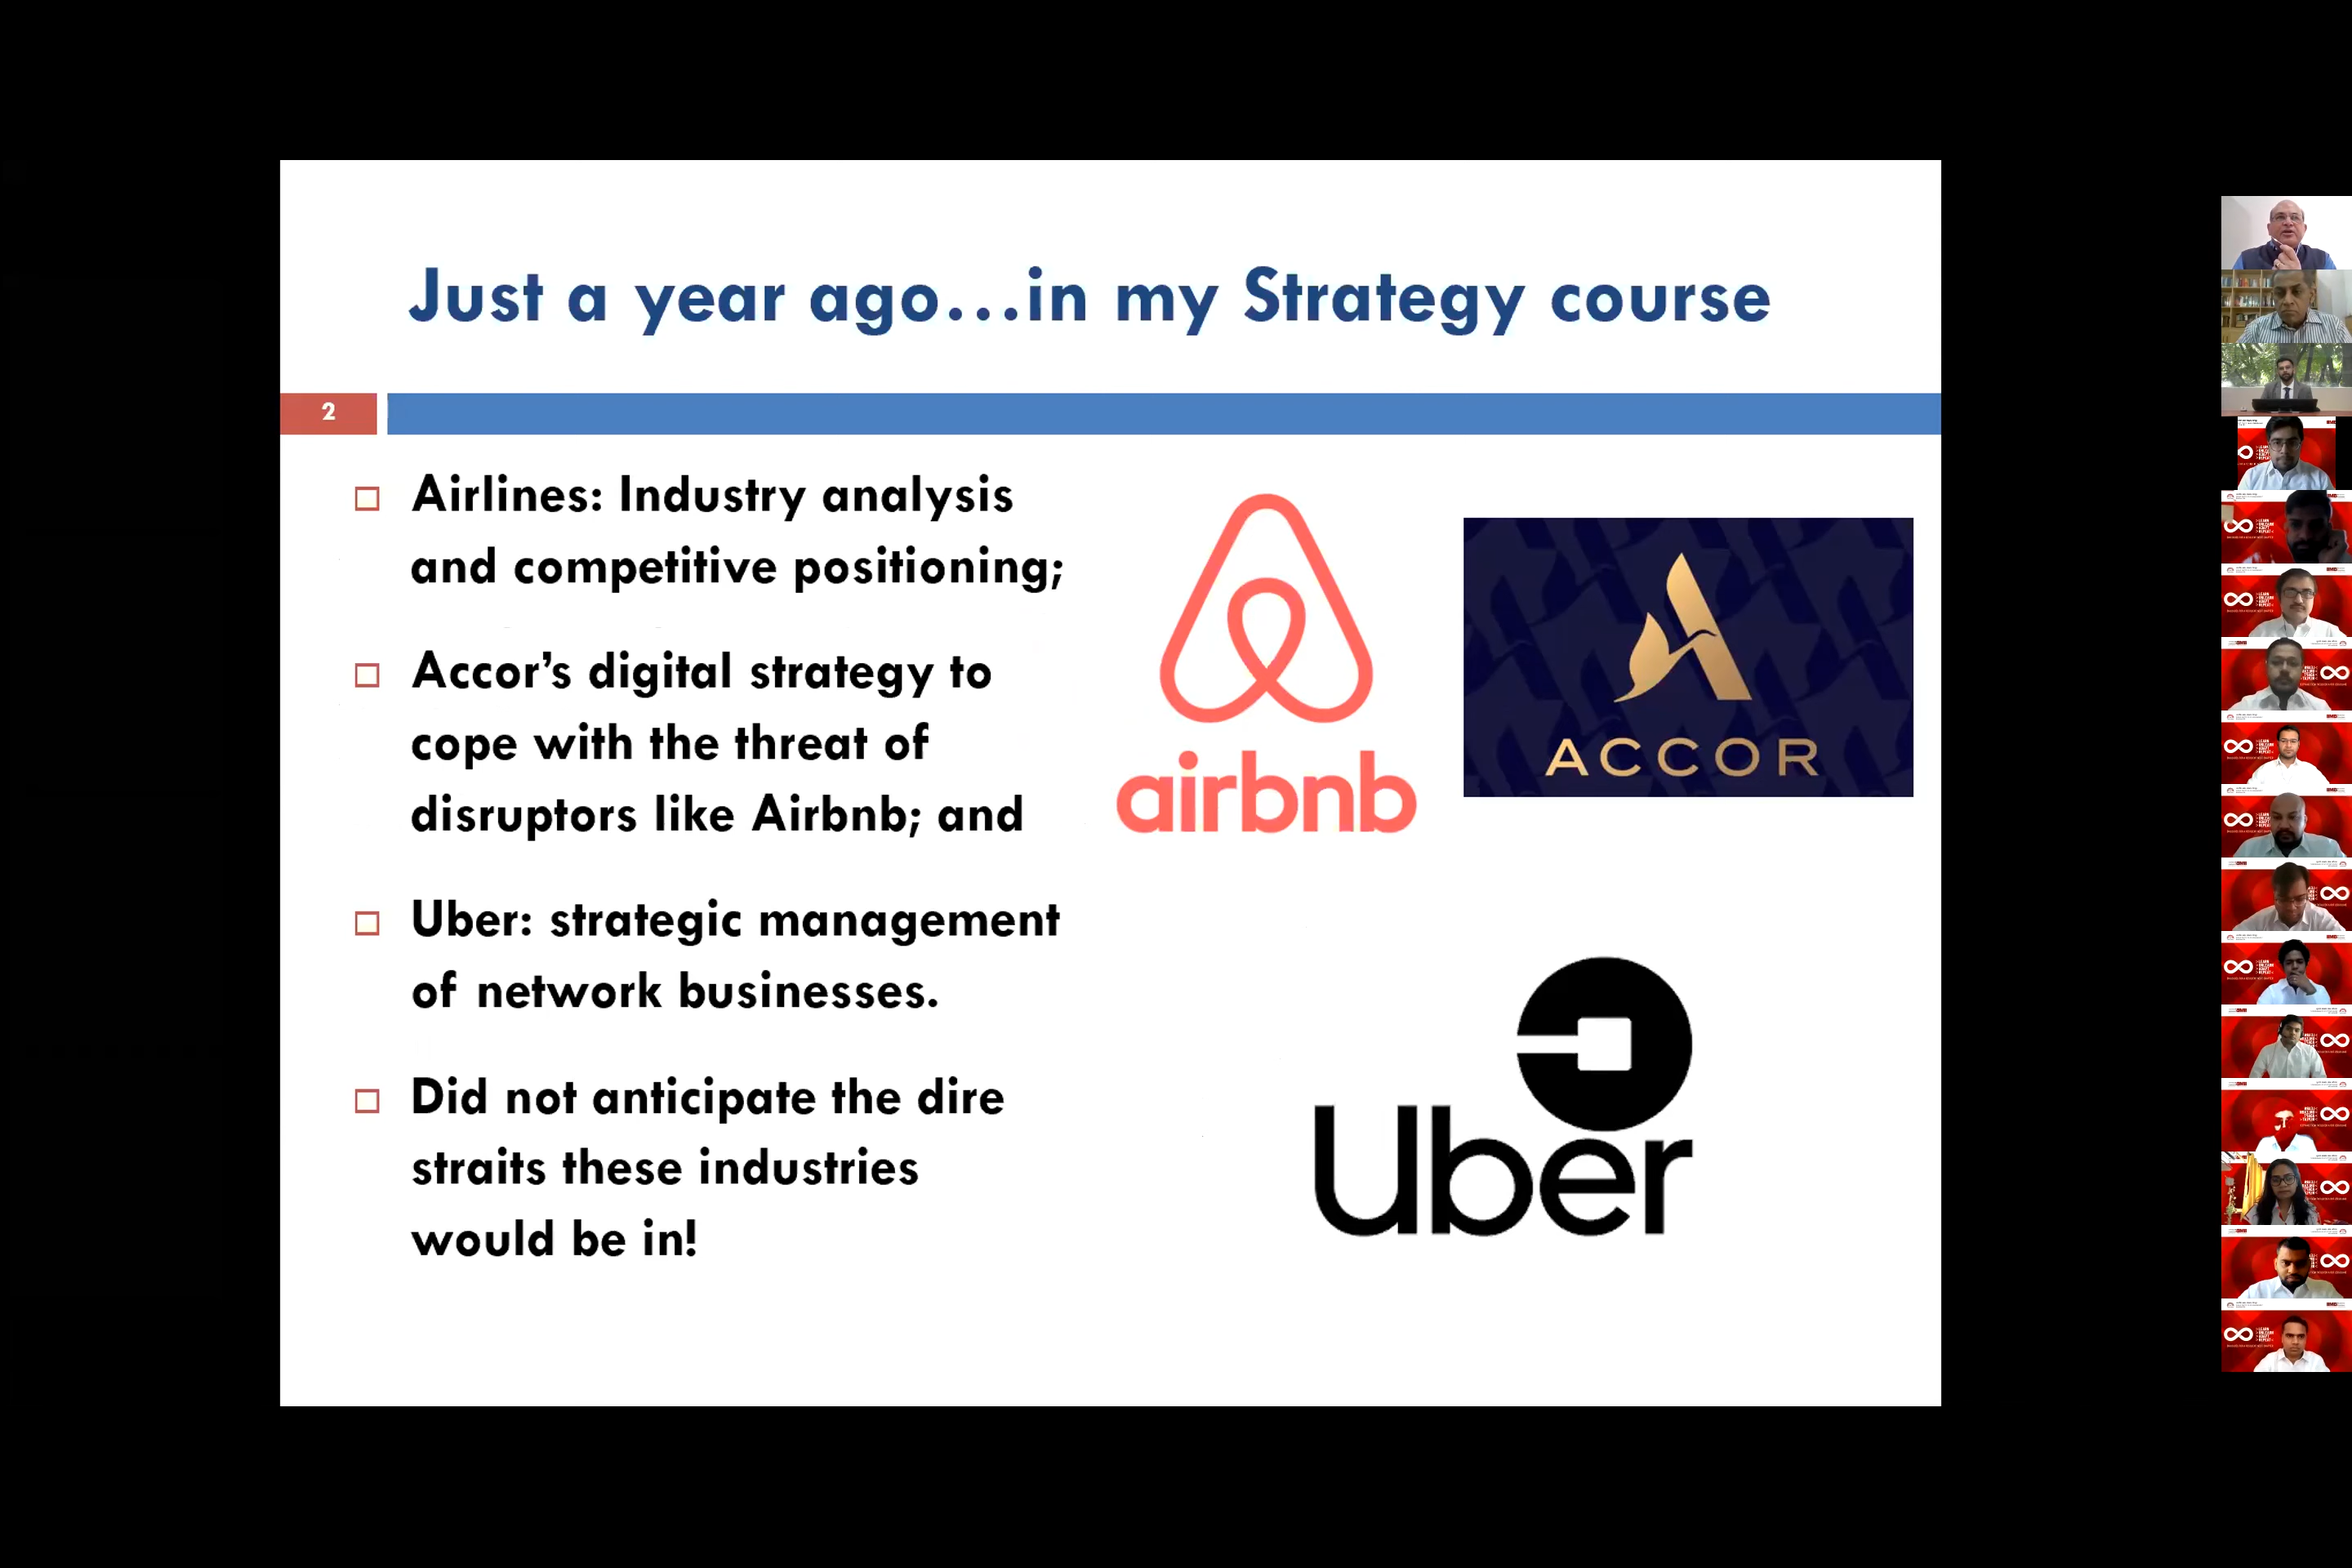 Just a year ago...in my Strategy course
2
Airlines: Industry analysis
and competitive positioning;
Accor’s digital strategy to
cope with the threat of
disruptors like Airbnb; and
Uber: strategic management
of network businesses.
Did not anticipate the dire
straits these industries
would be in!
airbnb
ACCOR
Uber